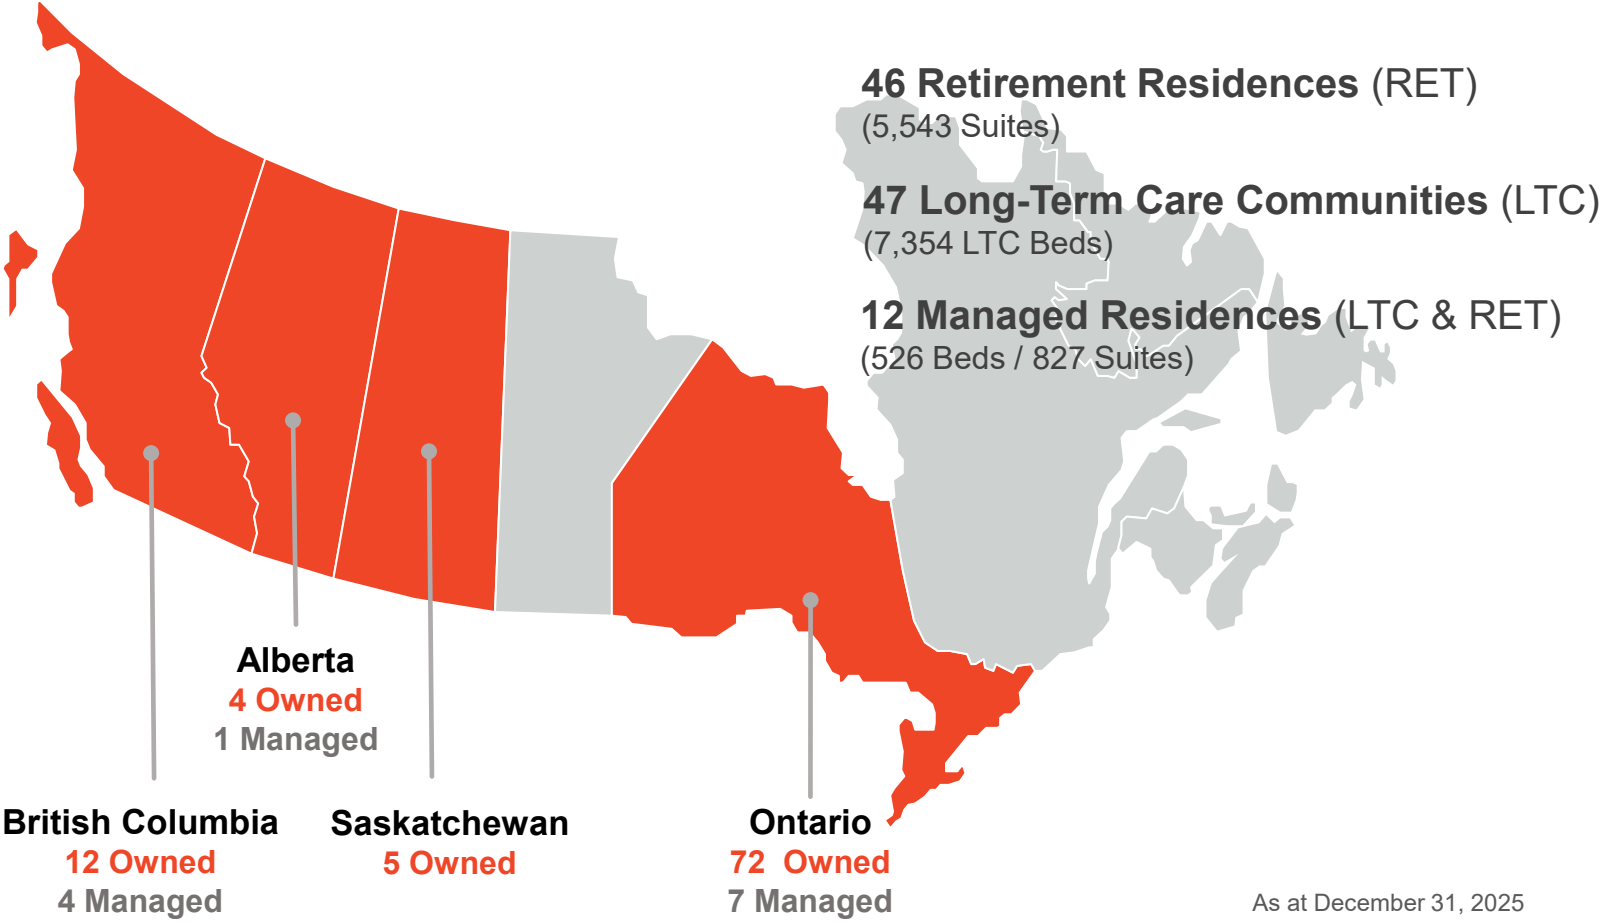 46 Retirement Residences (RET)
(5,543 Suites)
47 Long-Term Care Communities (LTC)
(7,354 LTC Beds)
12 Managed Residences (LTC & RET)
(526 Beds / 827 Suites)
Alberta
4 Owned
1 Managed
British Columbia
12 Owned
4 Managed
Saskatchewan
5 Owned
Ontario
72 Owned
7 Managed
As at December 31, 2025